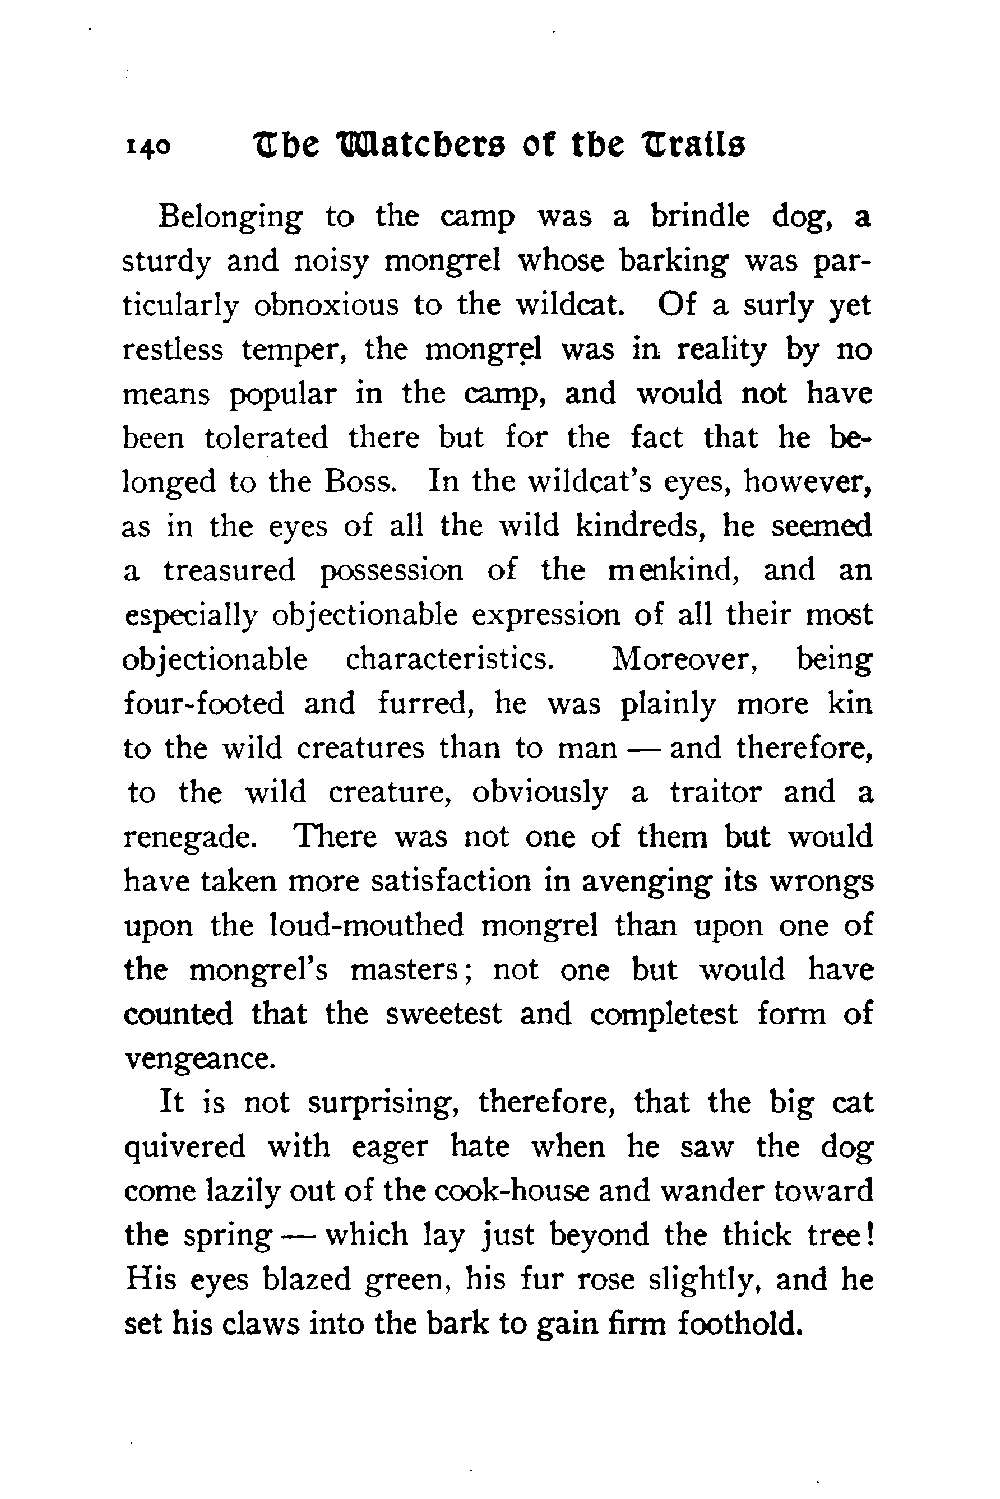 140 The Watchers of the Trails
Belonging to the camp was a brindle dog, a
sturdy and noisy mongrel whose barking was par-
ticularly obnoxious to the wildcat. Of a surly yet
restless temper, the mongrel was in reality by no
means popular in the camp, and would not have
been tolerated there but for the fact that he be-
longed to the Boss. In the wildcat's eyes, however,
as in the eyes of all the wild kindreds, he seemed
a treasured possession of the menkind, and an
especially objectionable expression of all their most
objectionable characteristics. Moreover, being
four-footed and furred, he was plainly more kin
to the wild creatures than to man — and therefore,
to the wild creature, obviously a traitor and a
renegade. There was not one of them but would
have taken more satisfaction in avenging its wrongs
upon the loud-mouthed mongrel than upon one of
the mongrel's masters; not one but would have
counted that the sweetest and completest form of
vengeance.
It is not surprising, therefore, that the big cat
quivered with eager hate when he saw the dog
come lazily out of the cook-house and wander toward
the spring — which lay just beyond the thick tree!
His eyes blazed green, his fur rose slightly, and he
set his claws into the bark to gain firm foothold.